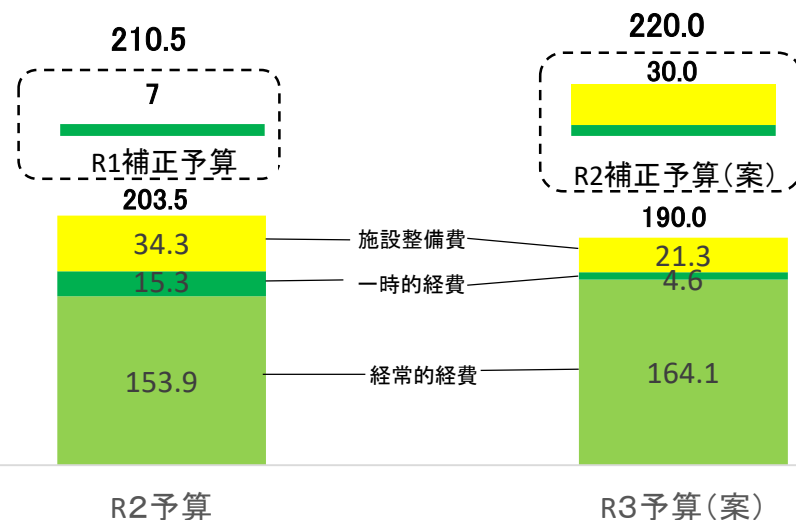 210.5
7
R1補正予算
203.5
34.3
15.3
153.9
R2予算
施設整備費
一時的経費
経常的経費
220.0
30.0
R2補正予算(案)
190.0
21.3
4.6
164.1
R3予算(案)